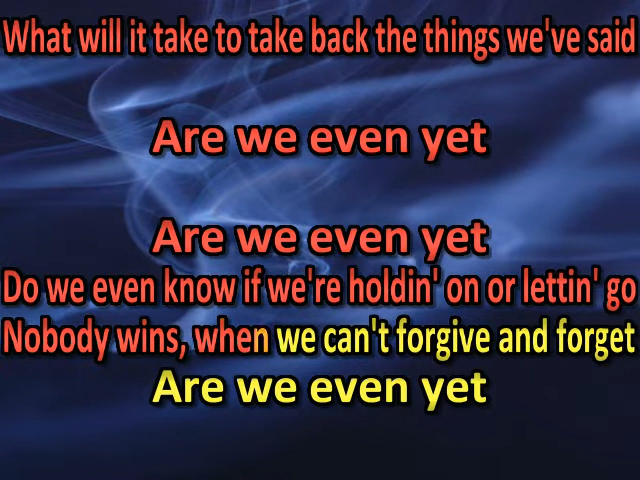 What will it take to take back the things we've said
Are we even yet
Are we even yet
Do we even know if we're holdin' on or lettin' go
Nobody wins, when we can't forgive and forget
Are we even yet